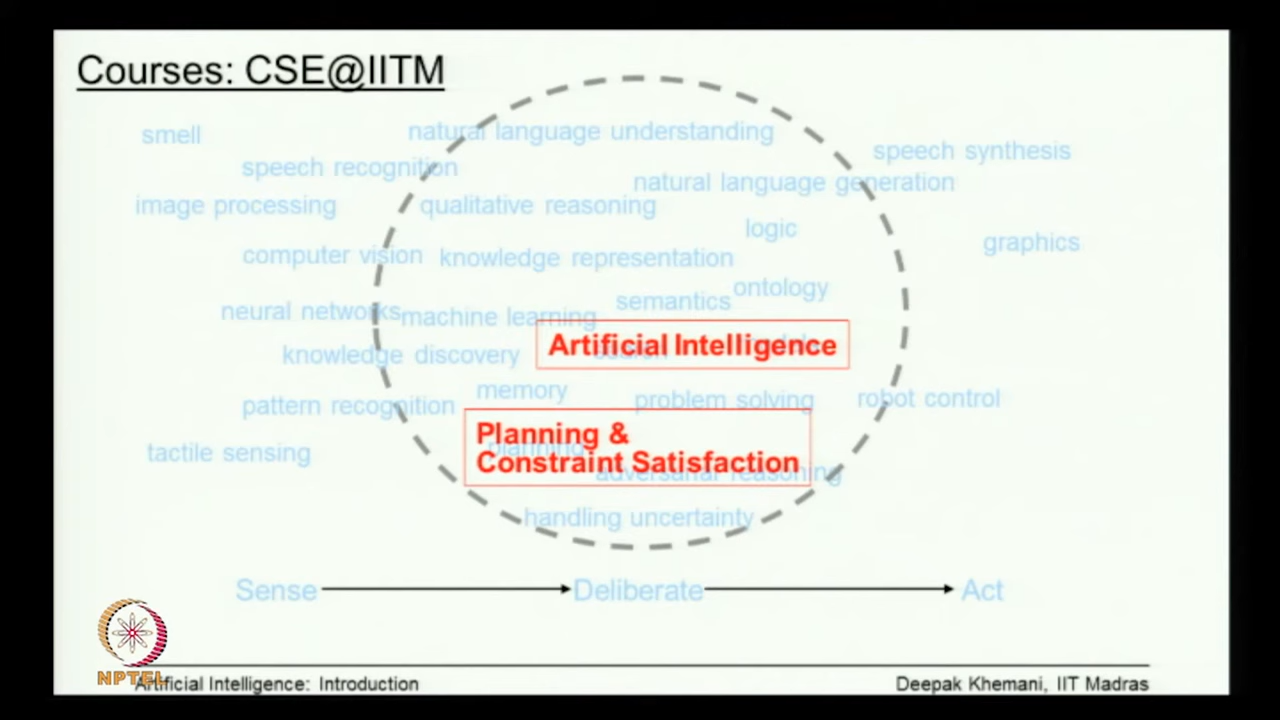 Courses: CSE@IITM
smell
natural language understanding
speech synthesis
speech recognition
natural language generation
image processing
qualitative reasoning
logic
graphics
computer vision
knowledge representation
ontology
semantics
neural networks
machine learning
Artificial Intelligence
knowledge discovery
memory
problem solving
robot control
pattern recognition
Planning &
planning
tactile sensing
Constraint Satisfaction
adversarial reasoning
handling uncertainty
Sense
Deliberate
Act
NPTEL
Artificial Intelligence: Introduction
Deepak Khemani, IIT Madras